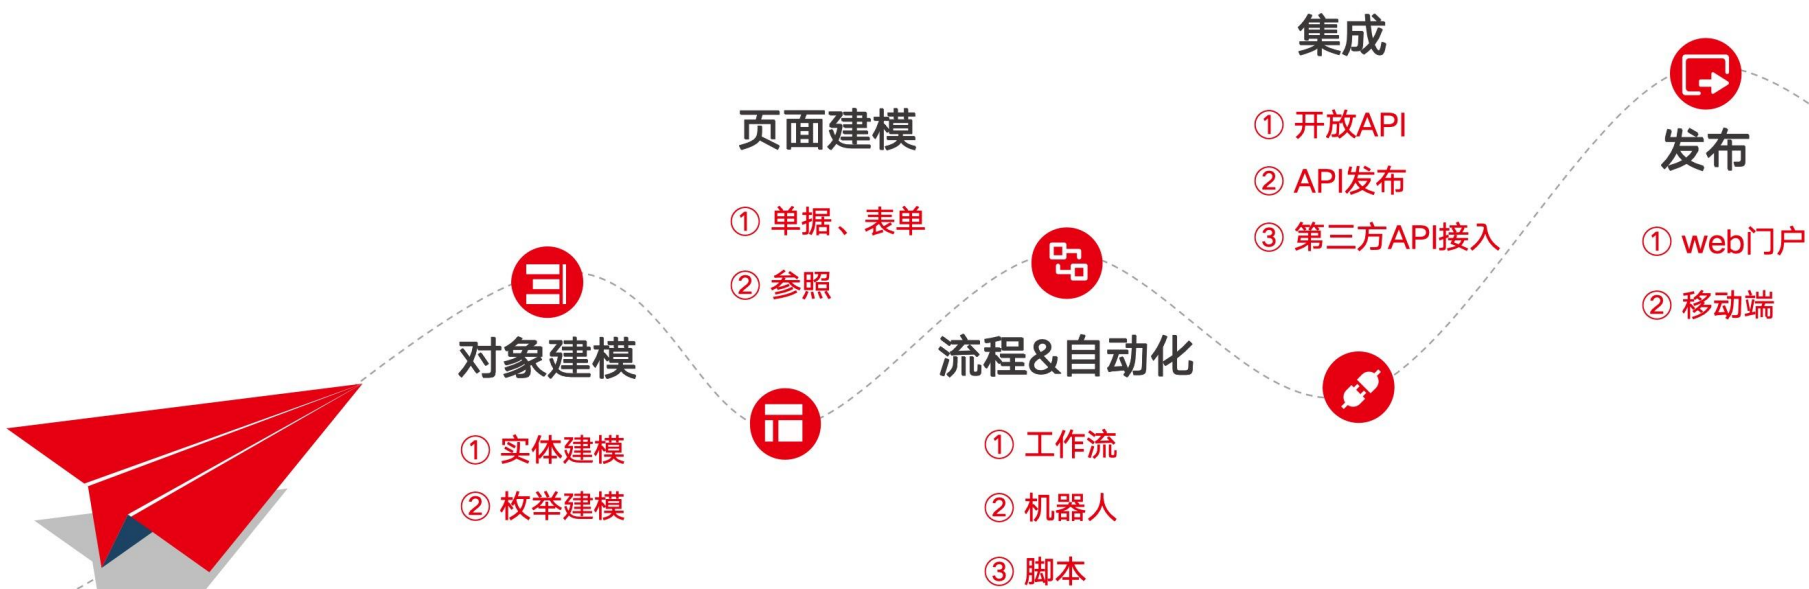 对象建模
① 实体建模
② 枚举建模
页面建模
① 单据、表单
② 参照
流程&自动化
① 工作流
② 机器人
③ 脚本
集成
① 开放API
② API发布
③ 第三方API接入
发布
① web门户
② 移动端